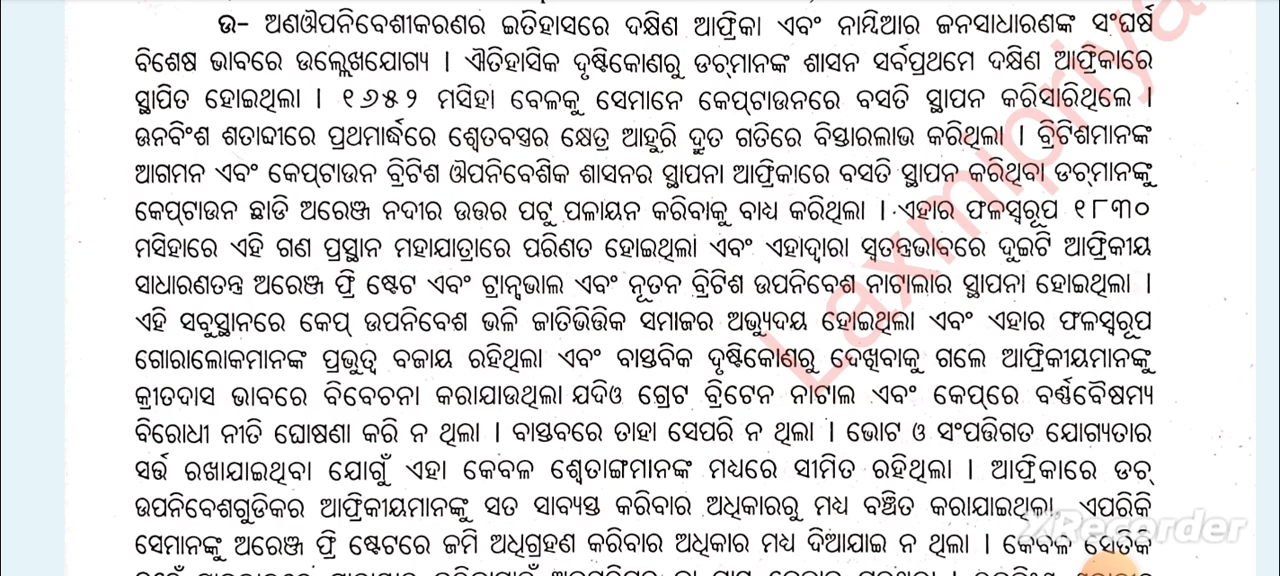 ଉ- ଅଣଔପନିବେଶୀକରଣର ଇତିହାସରେ ଦକ୍ଷିଣ ଆଫ୍ରିକା ଏବଂ ନାମ୍ଵିଆର ଜନସାଧାରଣଙ୍କ ସଂଘର୍ଷ
ବିଶେଷ ଭାବରେ ଉଲ୍ଲେଖଯୋଗ୍ୟ । ଐତିହାସିକ ଦୃଷ୍ଟିକୋଣରୁ ଡଚ୍‌ମାନଙ୍କ ଶାସନ ସର୍ବପ୍ରଥମେ ଦକ୍ଷିଣ ଆଫ୍ରିକାରେ
ସ୍ଥାପିତ ହୋଇଥିଲା । ୧୬୫୨ ମସିହା ବେଳକୁ ସେମାନେ କେପ୍‌ଟାଉନରେ ବସତି ସ୍ଥାପନ କରିସାରିଥିଲେ ।
ଊନବିଂଶ ଶତାବ୍ଦୀରେ ପ୍ରଥମାର୍ଦ୍ଧରେ ଶ୍ୱେତବସ୍ତ୍ରର କ୍ଷେତ୍ର ଆହୁରି ଦ୍ରୁତ ଗତିରେ ବିସ୍ତାରଲାଭ କରିଥିଲା । ବ୍ରିଟିଶମାନଙ୍କ
ଆଗମନ ଏବଂ କେପ୍‌ଟାଉନ ବ୍ରିଟିଶ ଔପନିବେଶିକ ଶାସନର ସ୍ଥାପନା ଆଫ୍ରିକାରେ ବସତି ସ୍ଥାପନ କରିଥିବା ଡଚ୍‌ମାନଙ୍କୁ
କେପ୍‌ଟାଉନ ଛାଡି ଅରେଞ୍ଜ ନଦୀର ଉତ୍ତର ପଟୁ ପଳାୟନ କରିବାକୁ ବାଧ୍ୟ କରିଥିଲା । ଏହାର ଫଳସ୍ୱରୂପ ୧୮୩୦
ମସିହାରେ ଏହି ଗଣ ପ୍ରସ୍ଥାନ ମହାଯାତ୍ରାରେ ପରିଣତ ହୋଇଥିଲା ଏବଂ ଏହାଦ୍ୱାରା ସ୍ୱତନ୍ତ୍ରଭାବରେ ଦୁଇଟି ଆଫ୍ରିକୀୟ
ସାଧାରଣତନ୍ତ୍ର ଅରେଞ୍ଜ ଫ୍ରି ଷ୍ଟେଟ ଏବଂ ଟ୍ରାନ୍ସଭାଲ ଏବଂ ନୂତନ ବ୍ରିଟିଶ ଉପନିବେଶ ନାଟାଲାର ସ୍ଥାପନା ହୋଇଥିଲା ।
ଏହି ସବୁସ୍ଥାନରେ କେପ୍ ଉପନିବେଶ ଭଳି ଜାତିଭିତ୍ତିକ ସମାଜର ଅଭ୍ୟୁଦୟ ହୋଇଥିଲା ଏବଂ ଏହାର ଫଳସ୍ୱରୂପ
ଗୋରାଲୋକମାନଙ୍କ ପ୍ରଭୁତ୍ୱ ବଜାୟ ରହିଥିଲା ଏବଂ ବାସ୍ତବିକ ଦୃଷ୍ଟିକୋଣରୁ ଦେଖିବାକୁ ଗଲେ ଆଫ୍ରିକୀୟମାନଙ୍କୁ
କ୍ରୀତଦାସ ଭାବରେ ବିବେଚନା କରାଯାଉଥିଲା ଯଦିଓ ଗ୍ରେଟ ବ୍ରିଟେନ ନାଟାଲ ଏବଂ କେପ୍‌ରେ ବର୍ଣ୍ଣବୈଷମ୍ୟ
ବିରୋଧୀ ନୀତି ଘୋଷଣା କରି ନ ଥିଲା । ବାସ୍ତବରେ ତାହା ସେପରି ନ ଥିଲା । ଭୋଟ ଓ ସଂପତ୍ତିଗତ ଯୋଗ୍ୟତାର
ସର୍ତ୍ତ ରଖାଯାଇଥିବା ଯୋଗୁଁ ଏହା କେବଳ ଶ୍ୱେତାଙ୍ଗମାନଙ୍କ ମଧ୍ୟରେ ସୀମିତ ରହିଥିଲା । ଆଫ୍ରିକାରେ ଡଚ୍
ଉପନିବେଶଗୁଡିକର ଆଫ୍ରିକୀୟମାନଙ୍କୁ ସତ ସାବ୍ୟସ୍ତ କରିବାର ଅଧିକାରରୁ ମଧ୍ୟ ବଞ୍ଚିତ କରାଯାଇଥିଲା, ଏପରିକି
ସେମାନଙ୍କୁ ଅରେଞ୍ଜ ଫ୍ରି ଷ୍ଟେଟରେ ଜମି ଅଧିଗ୍ରହଣ କରିବାର ଅଧିକାର ମଧ୍ୟ ଦିଆଯାଇ ନ ଥିଲା । କେବଳ ସେତିକି
Laxmipriya
XRecorder